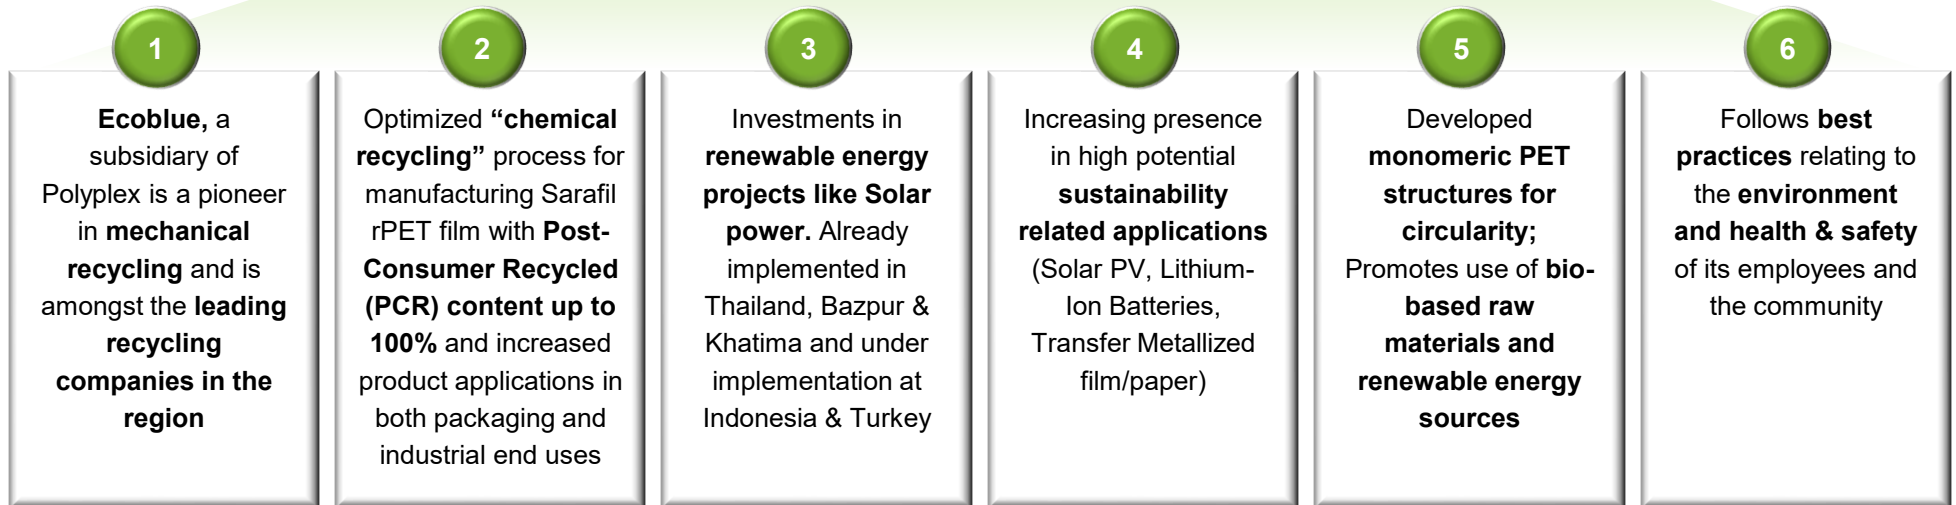 1
Ecoblue, a
subsidiary of
Polyplex is a pioneer
in mechanical
recycling and is
amongst the leading
recycling
companies in the
region
2
Optimized “chemical
recycling” process for
manufacturing Sarafil
rPET film with Post-
Consumer Recycled
(PCR) content up to
100% and increased
product applications in
both packaging and
industrial end uses
3
Investments in
renewable energy
projects like Solar
power. Already
implemented in
Thailand, Bazpur &
Khatima and under
implementation at
Indonesia & Turkey
4
Increasing presence
in high potential
sustainability
related applications
(Solar PV, Lithium-
Ion Batteries,
Transfer Metallized
film/paper)
5
Developed
monomeric PET
structures for
circularity;
Promotes use of bio-
based raw
materials and
renewable energy
sources
6
Follows best
practices relating to
the environment
and health & safety
of its employees and
the community